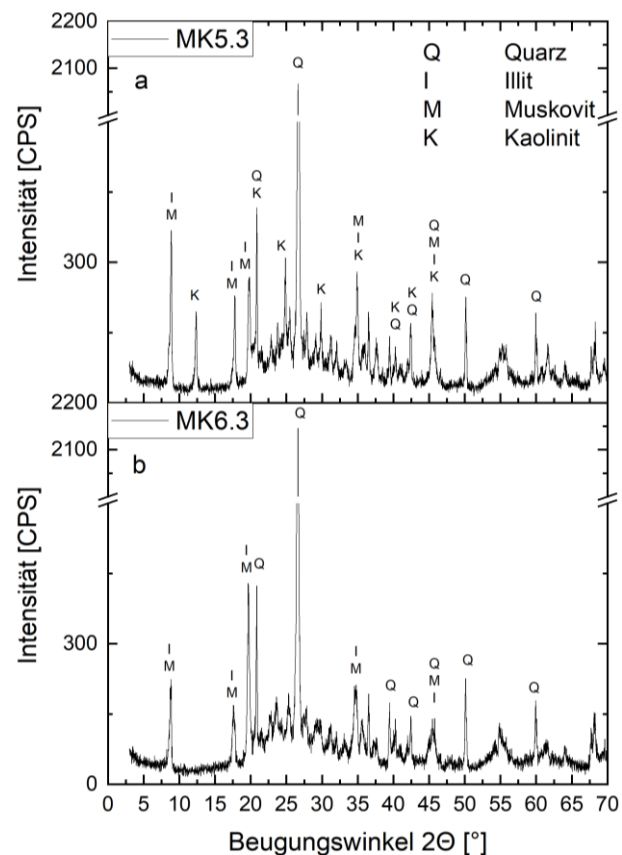 2200
MK5.3
2100
a
Q Quarz
I Illit
M Muskovit
K Kaolinit
Q
I
M
K
I
M
I
M
Q
K
K
K
M
I
K
K
Q
K
Q
Q
M
I
K
Q
Q
Intensität [CPS]
300
2200
MK6.3
2100
b
Q
I
M
I
M
I
M
Q
I
M
Q
Q
Q
M
I
Q
Q
Intensität [CPS]
300
0
0 5 10 15 20 25 30 35 40 45 50 55 60 65 70
Beugungswinkel 2Θ [°]